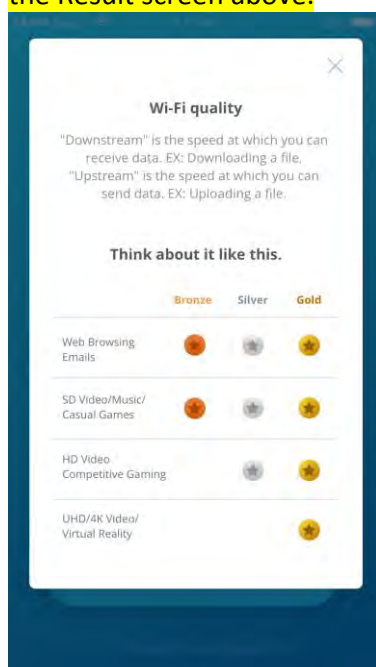 the Result screen above.
Wi-Fi quality
"Downstream" is the speed at which you can
receive data. EX: Downloading a file.
"Upstream" is the speed at which you can
send data. EX: Uploading a file.
Think about it like this.
Bronze Silver Gold
Web Browsing
Emails
SD Video/Music/
Casual Games
HD Video
Competitive Gaming
UHD/4K Video/
Virtual Reality